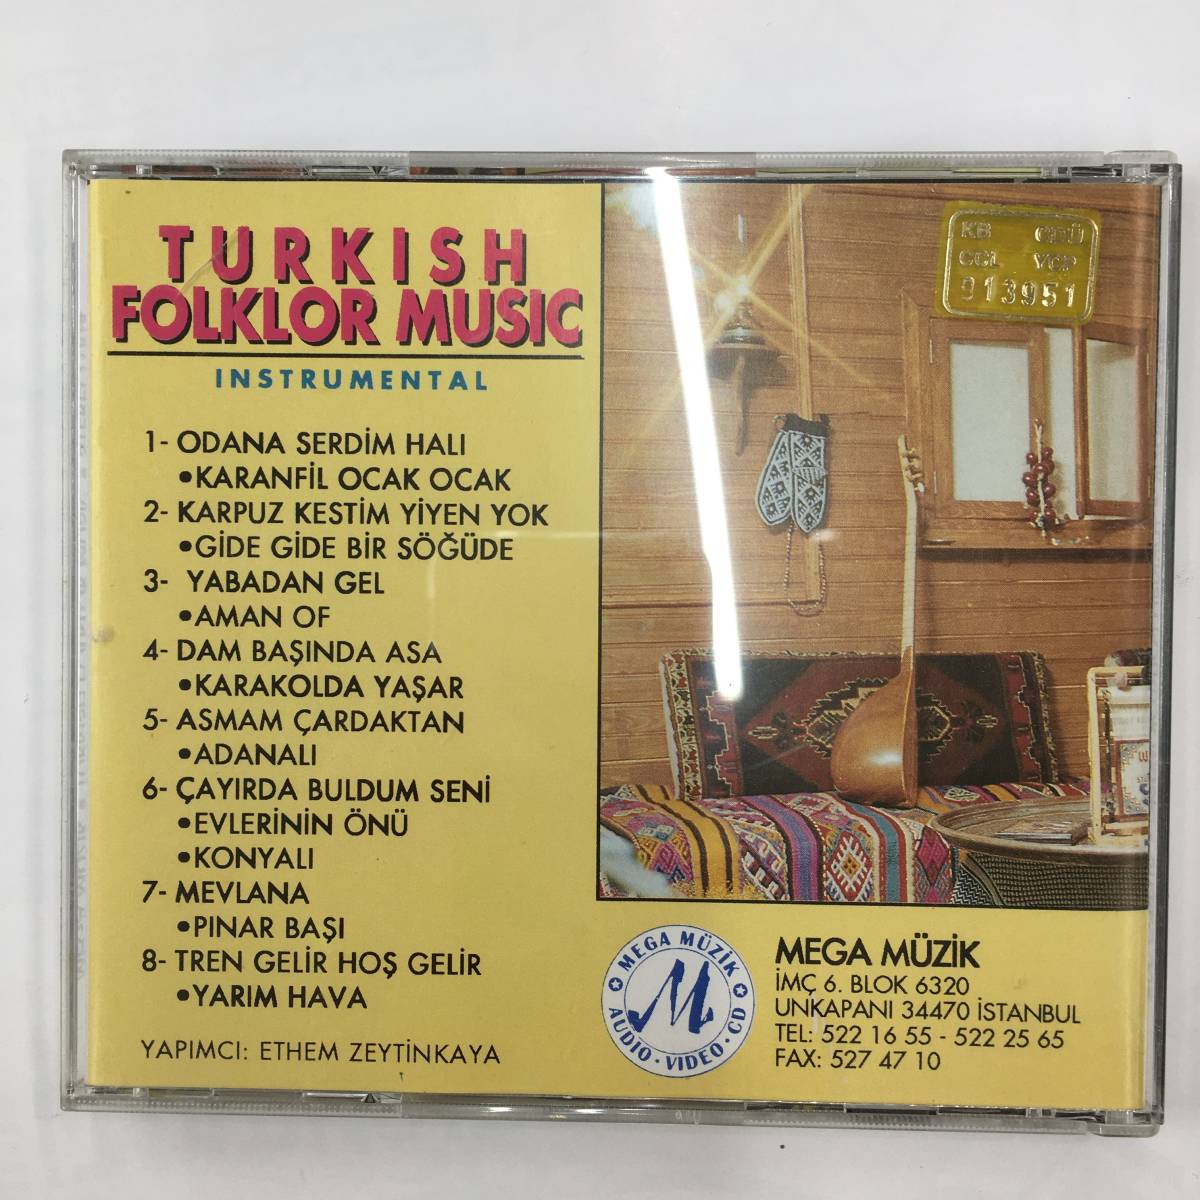 TURKISH
FOLKLOR MUSIC
INSTRUMENTAL
1- ODANA SERDİM HALI
•KARANFİL OCAK OCAK
2- KARPUZ KESTİM YİYEN YOK
•GİDE GİDE BİR SÖĞÜDE
3- YABADAN GEL
•AMAN OF
4- DAM BAŞINDA ASA
•KARAKOLDA YAŞAR
5- ASMAM ÇARDAKTAN
•ADANALI
6- ÇAYIRDA BULDUM SENİ
•EVLERİNİN ÖNÜ
•KONYALI
7- MEVLANA
•PINAR BAŞI
8- TREN GELİR HOŞ GELİR
•YARIM HAVA
YAPIMCI: ETHEM ZEYTİNKAYA
KB
CCL
913951
MEGA MÜZİK
M
AUDIO · VIDEO · CD
MEGA MÜZİK
İMÇ 6. BLOK 6320
UNKAPANI 34470 İSTANBUL
TEL: 522 16 55 - 522 25 65
FAX: 527 47 10